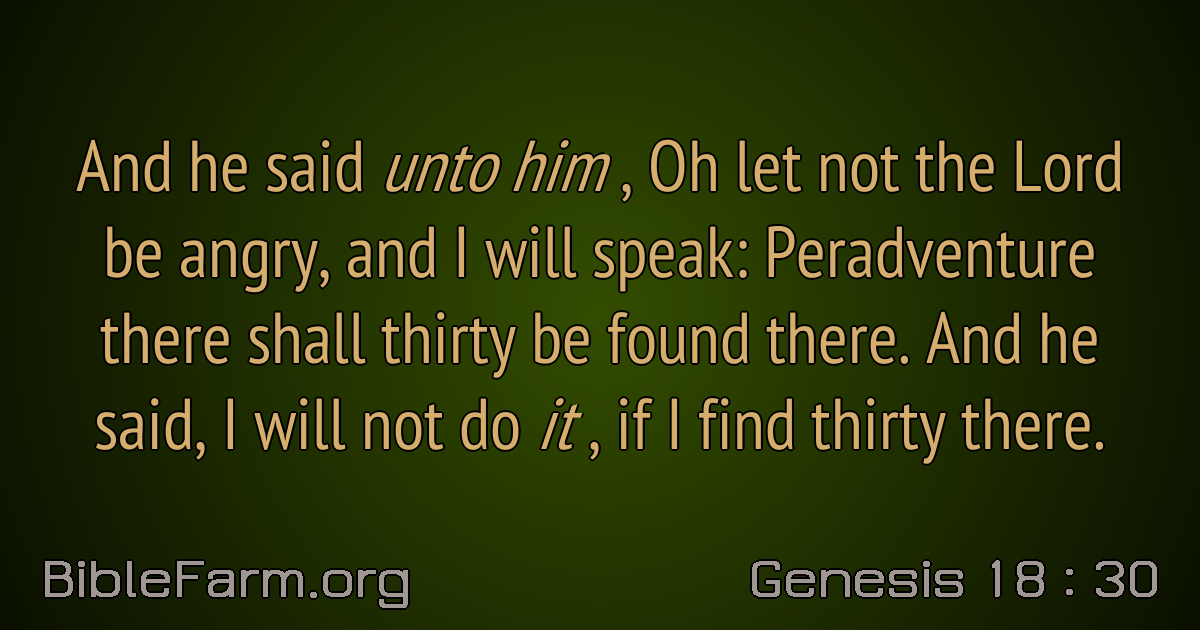 And he said unto him , Oh let not the Lord
be angry, and I will speak: Peradventure
there shall thirty be found there. And he
said, I will not do it , if I find thirty there.
BibleFarm.org
Genesis 18 : 30